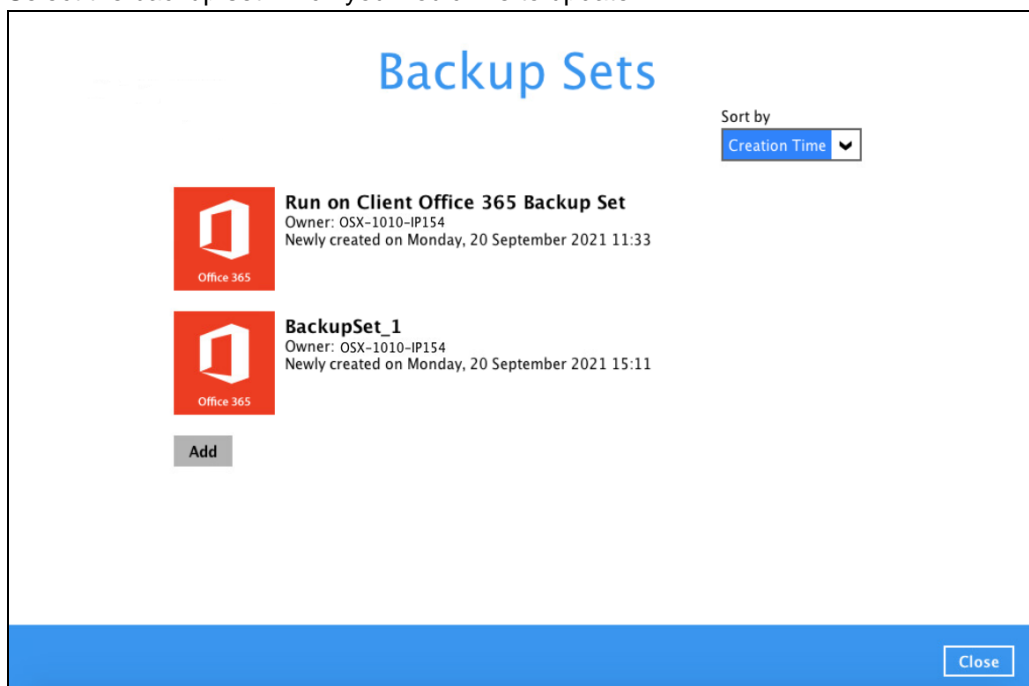 Backup Sets
Sort by
Creation Time
Run on Client Office 365 Backup Set
Owner: OSX-1010-IP154
Newly created on Monday, 20 September 2021 11:33
Office 365
BackupSet_1
Owner: OSX-1010-IP154
Newly created on Monday, 20 September 2021 15:11
Office 365
Add
Close